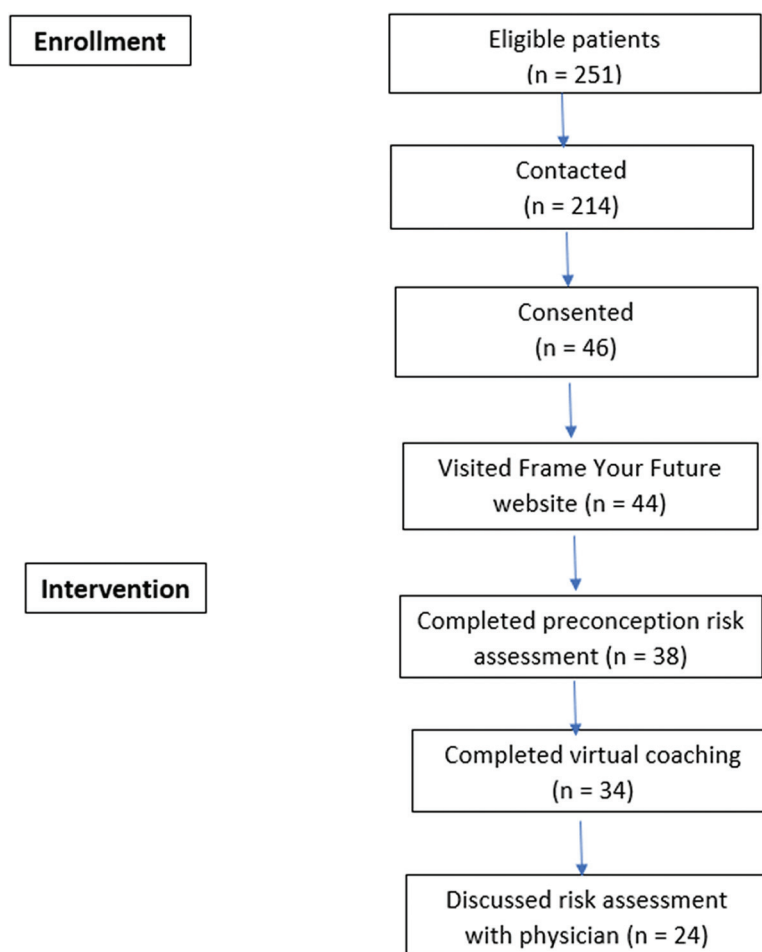 Enrollment
Eligible patients
(n = 251)
Contacted
(n = 214)
Consented
(n = 46)
Visited Frame Your Future
website (n = 44)
Intervention
Completed preconception risk
assessment (n = 38)
Completed virtual coaching
(n = 34)
Discussed risk assessment
with physician (n = 24)